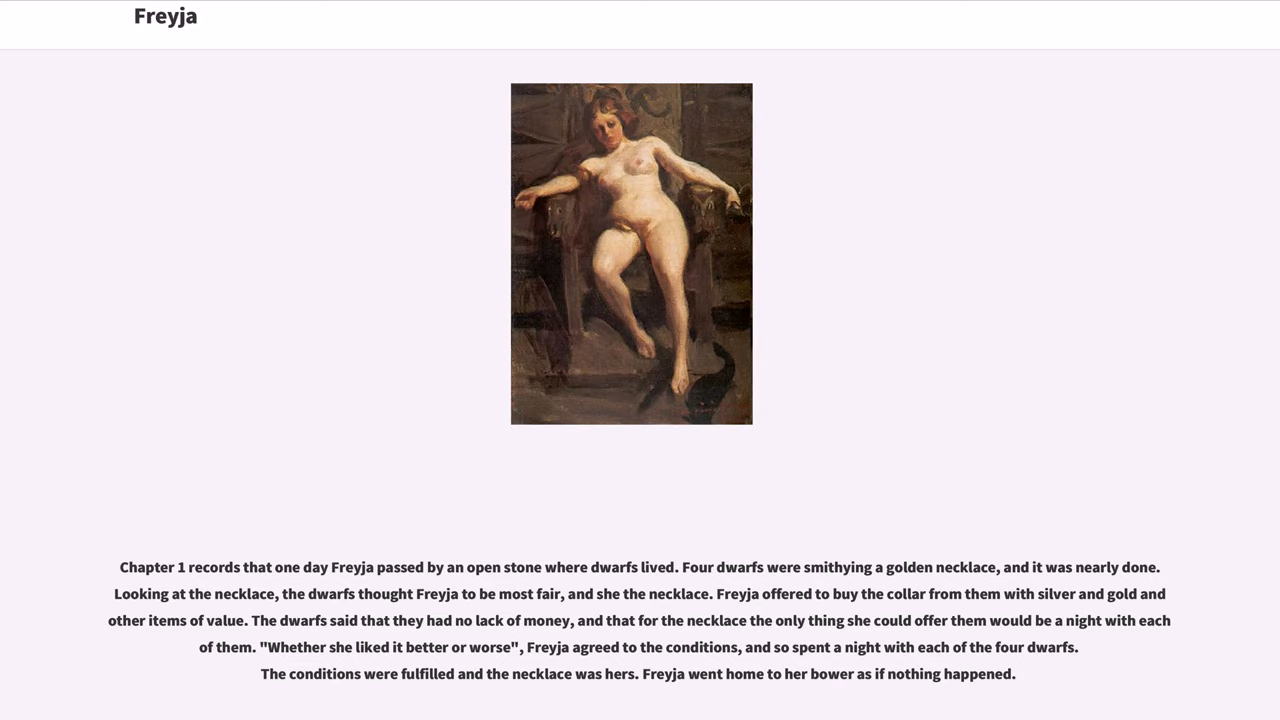 Freyja
Chapter 1 records that one day Freyja passed by an open stone where dwarfs lived. Four dwarfs were smithying a golden necklace, and it was nearly done.
Looking at the necklace, the dwarfs thought Freyja to be most fair, and she the necklace. Freyja offered to buy the collar from them with silver and gold and
other items of value. The dwarfs said that they had no lack of money, and that for the necklace the only thing she could offer them would be a night with each
of them. "Whether she liked it better or worse", Freyja agreed to the conditions, and so spent a night with each of the four dwarfs.
The conditions were fulfilled and the necklace was hers. Freyja went home to her bower as if nothing happened.